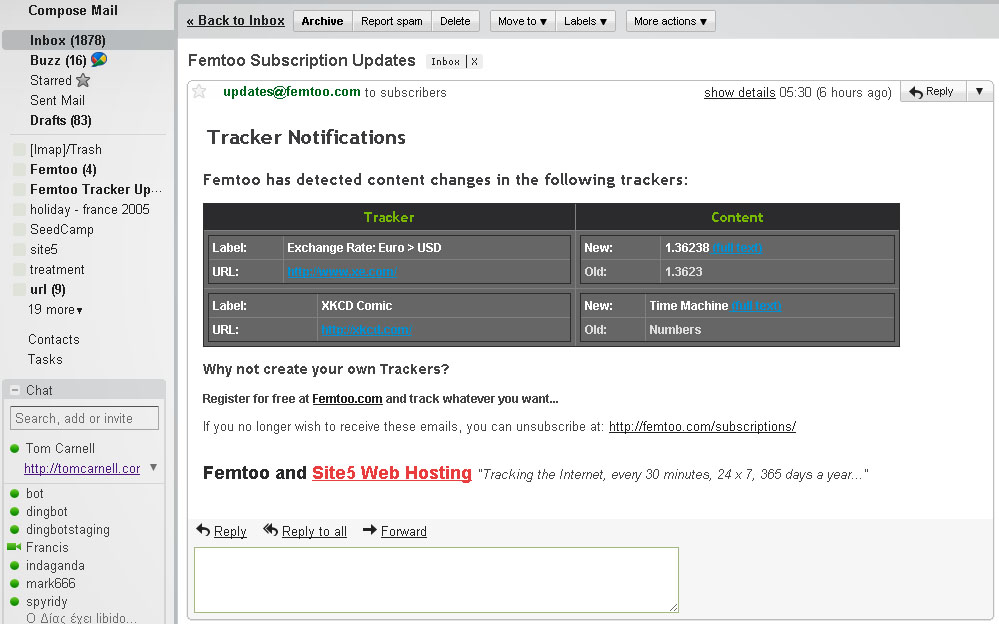 Compose Mail
Inbox (1878)
Buzz (16)
Starred
Sent Mail
Drafts (83)
[Imap]/Trash
Femtoo (4)
Femtoo Tracker Up...
holiday - france 2005
SeedCamp
site5
treatment
url (9)
19 more▼
Contacts
Tasks
Chat
Search, add or invite
Tom Carnell
http://tomcarnell.cor
bot
dingbot
dingbotstaging
Francis
indaganda
mark666
spyridy
Ο Δίας έχει libido...
« Back to Inbox Archive Report spam Delete Move to ▼ Labels ▼ More actions ▼
Femtoo Subscription Updates Inbox | X
updates@femtoo.com to subscribers show details 05:30 (6 hours ago) Reply ▼
Tracker Notifications
Femtoo has detected content changes in the following trackers:
Tracker Content
Label: Exchange Rate: Euro > USD New: 1.36238 (full text)
URL: http://www.xe.com/ Old: 1.3623
Label: XKCD Comic New: Time Machine (full text)
URL: http://xkcd.com/ Old: Numbers
Why not create your own Trackers?
Register for free at Femtoo.com and track whatever you want...
If you no longer wish to receive these emails, you can unsubscribe at: http://femtoo.com/subscriptions/
Femtoo and Site5 Web Hosting "Tracking the Internet, every 30 minutes, 24 x 7, 365 days a year..."
Reply Reply to all Forward